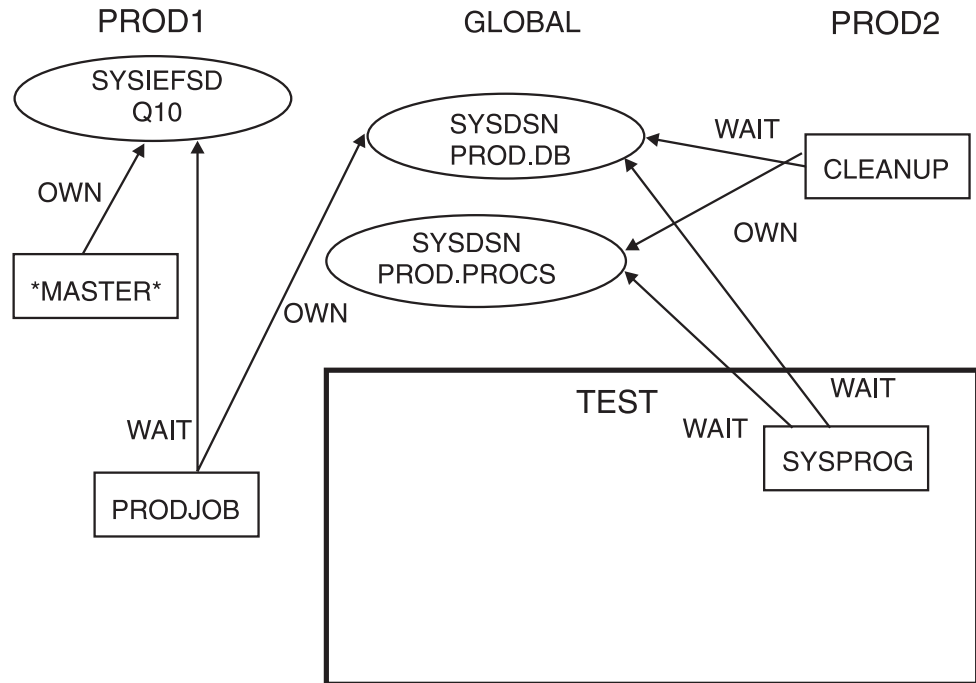 PROD1
GLOBAL
PROD2
SYSIEFSD
Q10
SYSDSN
PROD.DB
WAIT
CLEANUP
OWN
OWN
SYSDSN
PROD.PROCS
*MASTER*
OWN
TEST
WAIT
WAIT
WAIT
SYSPROG
PRODJOB